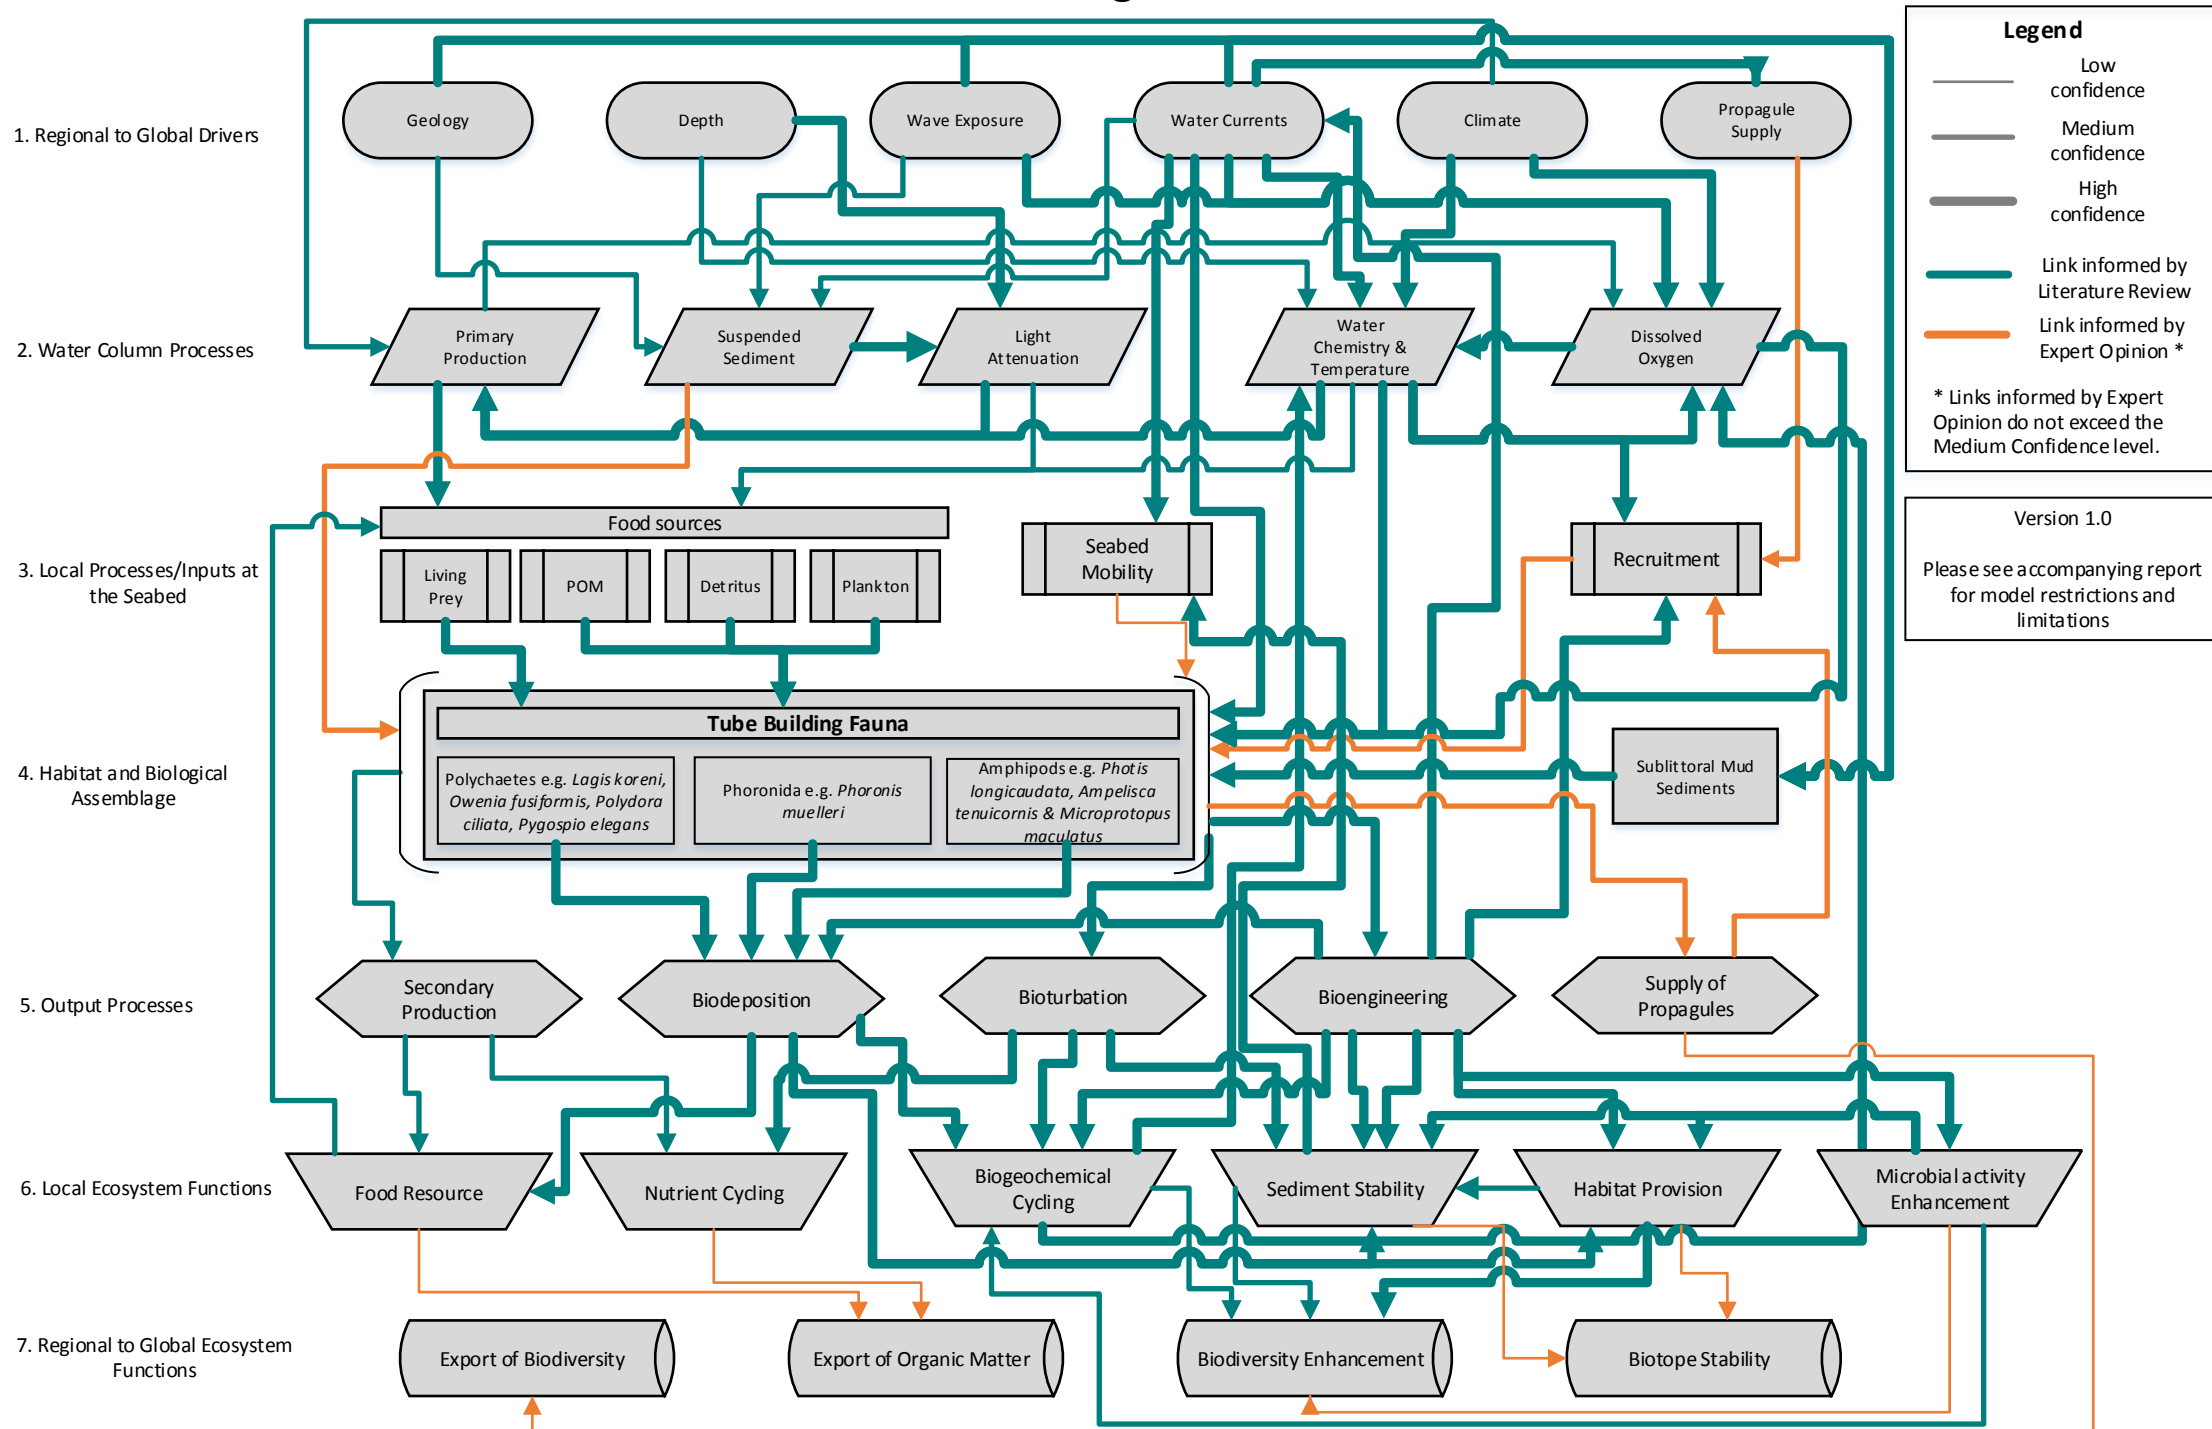 Legend
Low
confidence
Medium
confidence
High
confidence
Link informed by
Literature Review
Link informed by
Expert Opinion *
* Links informed by Expert
Opinion do not exceed the
Medium Confidence level.
Version 1.0
Please see accompanying report
for model restrictions and
limitations
1. Regional to Global Drivers
Geology
Depth
Wave Exposure
Water Currents
Climate
Propagule
Supply
2. Water Column Processes
Primary
Production
Suspended
Sediment
Light
Attenuation
Water
Chemistry &
Temperature
Dissolved
Oxygen
3. Local Processes/Inputs at
the Seabed
Food sources
Living
Prey
POM
Detritus
Plankton
Seabed
Mobility
Recruitment
4. Habitat and Biological
Assemblage
Tube Building Fauna
Polychaetes e.g. Lagis koreni,
Owenia fusiformis, Polydora
ciliata, Pygospio elegans
Phoronida e.g. Phoronis
muelleri
Amphipods e.g. Photis
longicaudata, Ampelisca
tenuicornis & Microprotopus
maculatus
Sublittoral Mud
Sediments
5. Output Processes
Secondary
Production
Biodeposition
Bioturbation
Bioengineering
Supply of
Propagules
6. Local Ecosystem Functions
Food Resource
Nutrient Cycling
Biogeochemical
Cycling
Sediment Stability
Habitat Provision
Microbial activity
Enhancement
7. Regional to Global Ecosystem
Functions
Export of Biodiversity
Export of Organic Matter
Biodiversity Enhancement
Biotope Stability